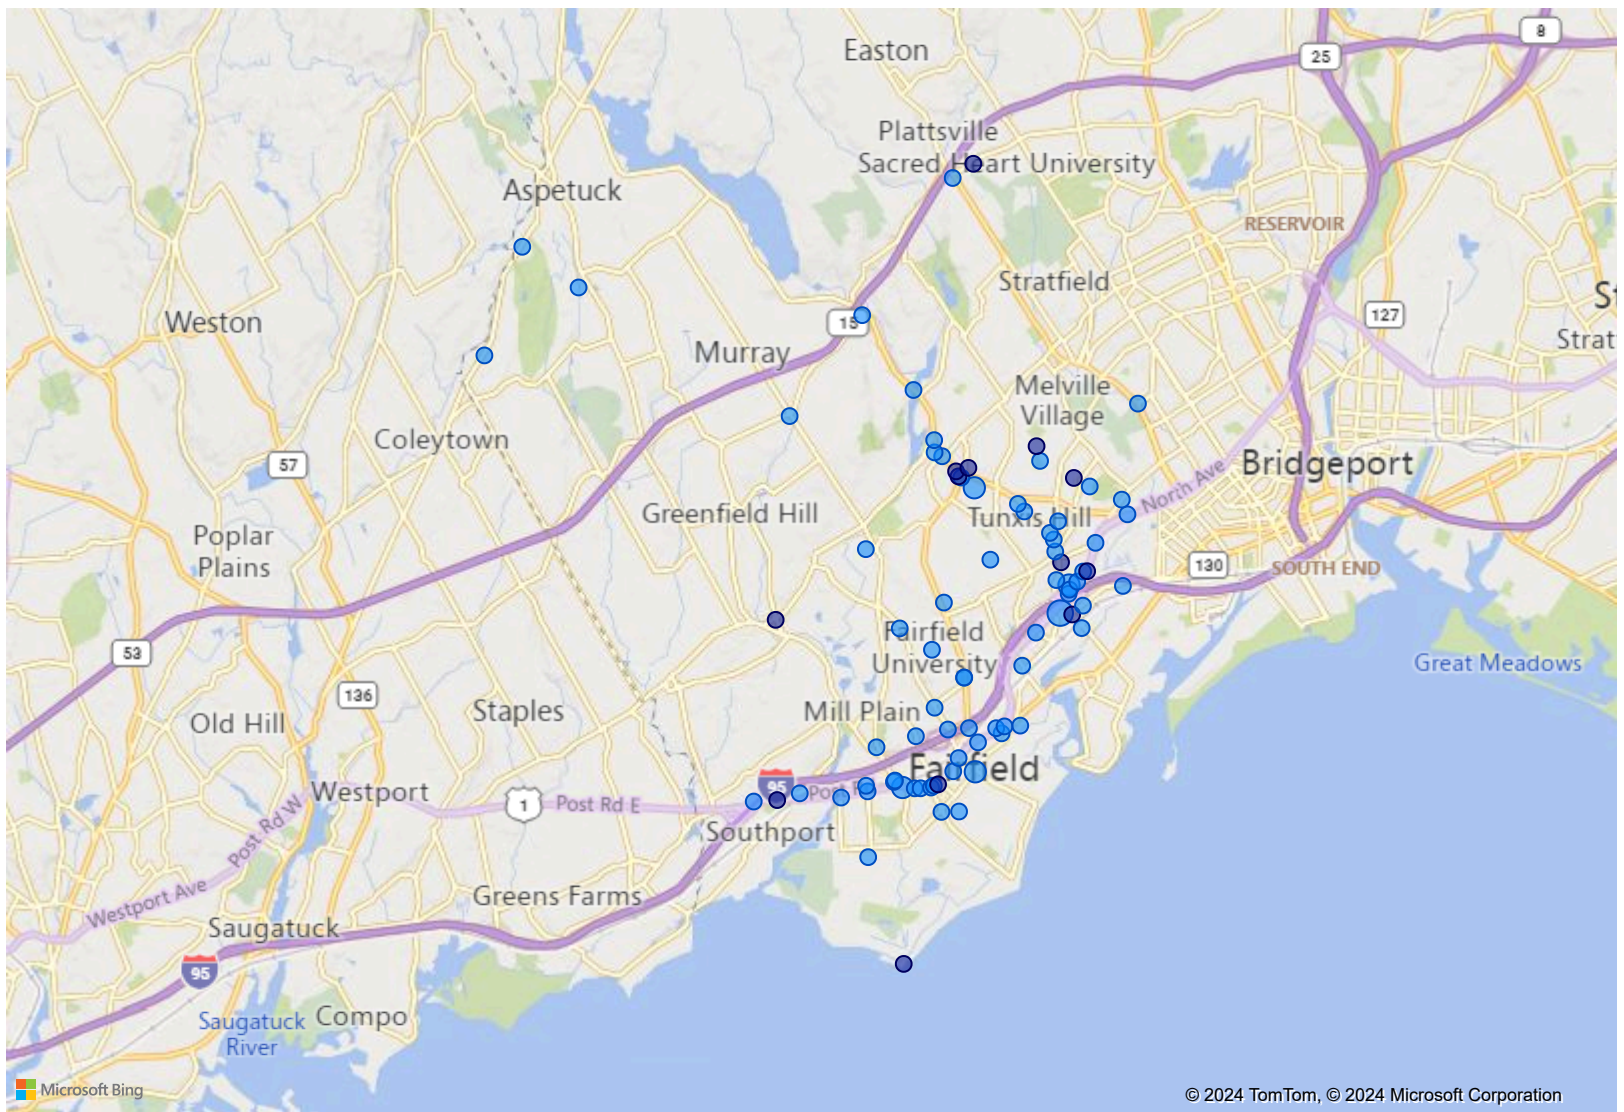 Easton
8
25
Plattsville
Sacred Heart University
Aspetuck
RESERVOIR
Stratfield
Weston
15
127
Murray
Melville
Village
Coleytown
57
Bridgeport
North Ave
Greenfield Hill
Tunxis Hill
Poplar
Plains
130
SOUTH END
53
Fairfield
University
Great Meadows
136
Old Hill
Staples
Mill Plain
Fairfield
95
Westport
1
Post Rd E
Post Rd W
Southport
Westport Ave
Greens Farms
Saugatuck
95
Saugatuck
River
Compo
Microsoft Bing
© 2024 TomTom, © 2024 Microsoft Corporation